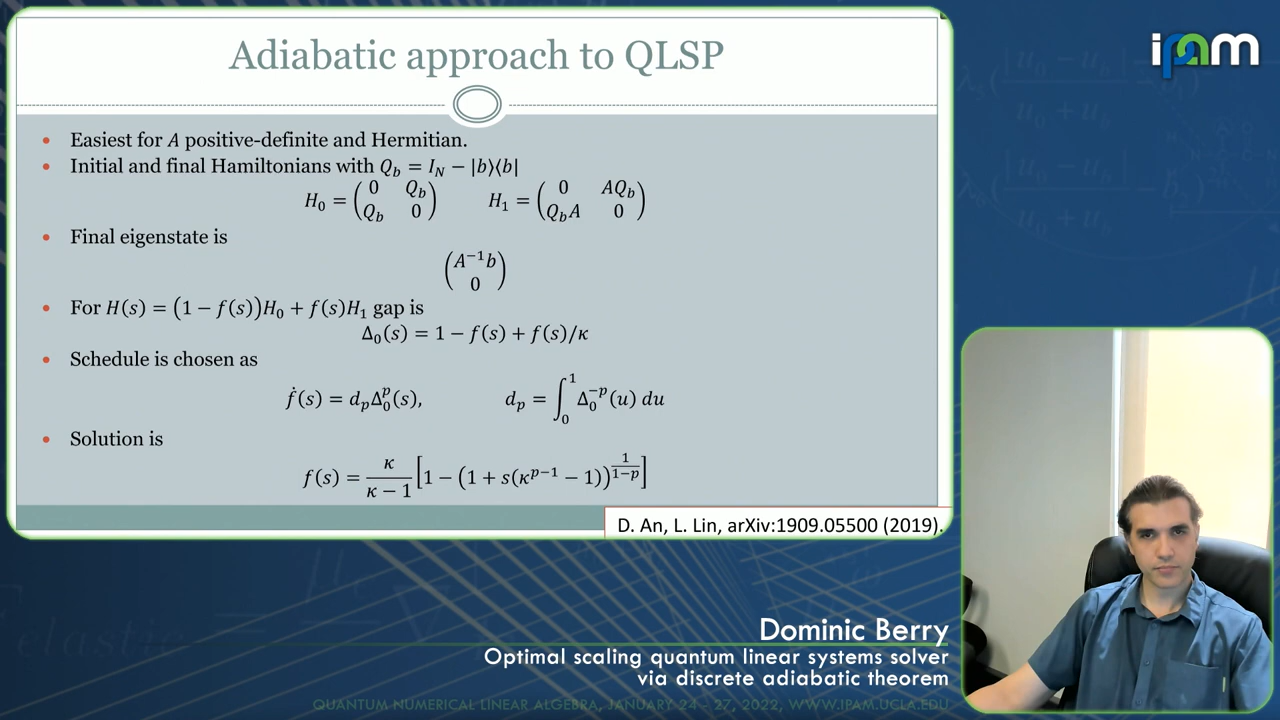 Adiabatic approach to QLSP
ipam
• Easiest for A positive-definite and Hermitian.
• Initial and final Hamiltonians with Q_b = I_N − |b⟩⟨b|
H_0 = (0 Q_b; Q_b 0) H_1 = (0 AQ_b; Q_bA 0)
• Final eigenstate is
(A^{−1}b; 0)
• For H(s) = (1 − f(s))H_0 + f(s)H_1 gap is
Δ_0(s) = 1 − f(s) + f(s)/κ
• Schedule is chosen as
ḟ(s) = d_pΔ_0^p(s), d_p = ∫_0^1 Δ_0^{−p}(u) du
• Solution is
f(s) = κ/(κ − 1) [1 − (1 + s(κ^{p−1} − 1))^{1/(1−p)}]
D. An, L. Lin, arXiv:1909.05500 (2019).
Dominic Berry
Optimal scaling quantum linear systems solver
via discrete adiabatic theorem
QUANTUM NUMERICAL LINEAR ALGEBRA, JANUARY 24 - 27, 2022, WWW.IPAM.UCLA.EDU